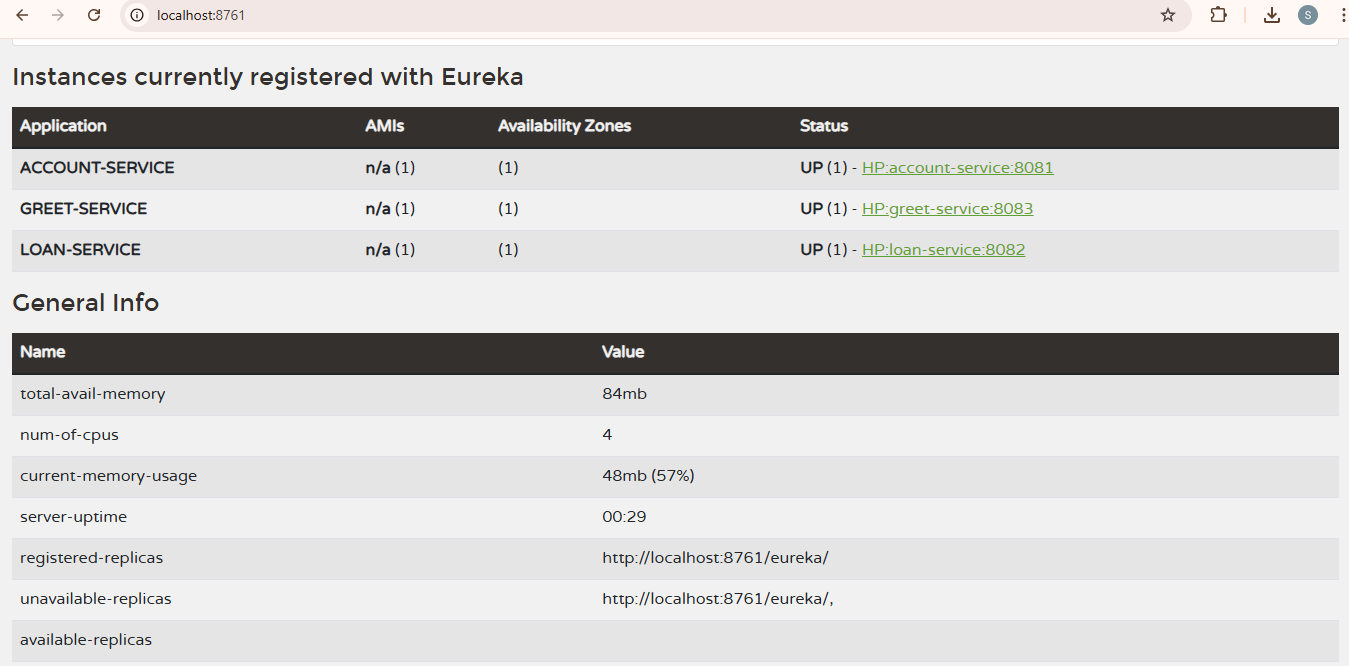 localhost:8761
S
Instances currently registered with Eureka
Application AMIs Availability Zones Status
ACCOUNT-SERVICE n/a (1) (1) UP (1) - HP:account-service:8081
GREET-SERVICE n/a (1) (1) UP (1) - HP:greet-service:8083
LOAN-SERVICE n/a (1) (1) UP (1) - HP:loan-service:8082
General Info
Name Value
total-avail-memory 84mb
num-of-cpus 4
current-memory-usage 48mb (57%)
server-uptime 00:29
registered-replicas http://localhost:8761/eureka/
unavailable-replicas http://localhost:8761/eureka/,
available-replicas